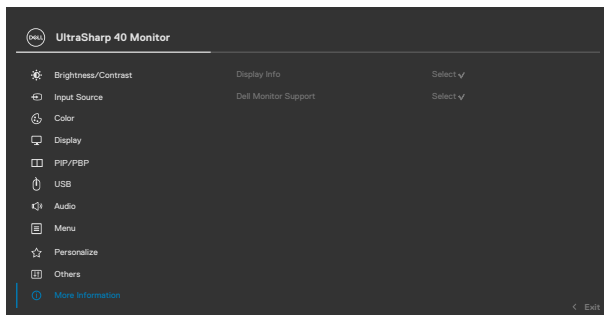 DELL UltraSharp 40 Monitor
Brightness/Contrast Display Info Select
Input Source Dell Monitor Support Select
Color
Display
PIP/PBP
USB
Audio
Menu
Personalize
Others
More Information
Exit